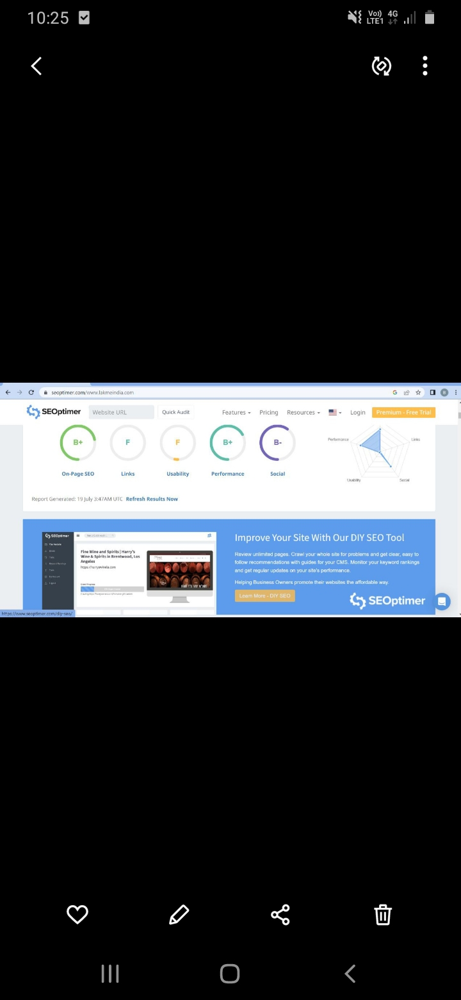 10:25
Vo)) 4G
LTE1
seoptimer.com/www.lakmeindia.com
SEOptimer Website URL Quick Audit Features Pricing Resources Login Premium - Free Trial
B+ F F B+ B-
On-Page SEO Links Usability Performance Social
Performance Links
Usability Social
Report Generated: 19 July 3:47AM UTC Refresh Results Now
SEOptimer
Fine Wine and Spirits | Harry's
Wine & Spirits in Brentwood, Los
Angeles
https://harryswinela.com
Improve Your Site With Our DIY SEO Tool
Review unlimited pages. Crawl your whole site for problems and get clear, easy to
follow recommendations with guides for your CMS. Monitor your keyword rankings
and get regular updates on your site's performance.
Helping Business Owners promote their websites the affordable way.
Learn More - DIY SEO
SEOptimer
https://www.seoptimer.com/diy-seo/